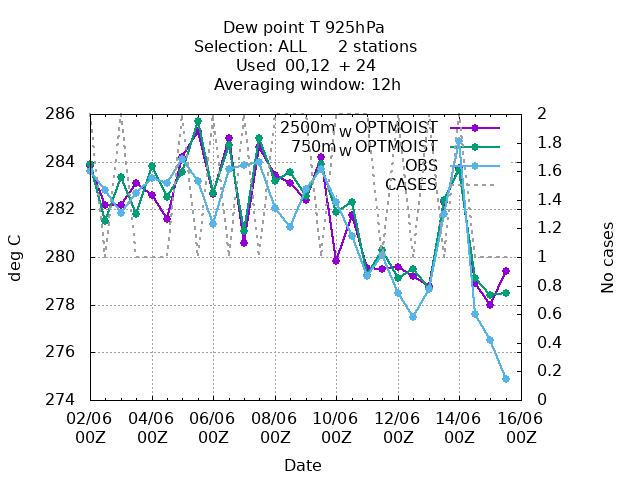 Dew point T 925hPa
Selection: ALL 2 stations
Used 00,12 + 24
Averaging window: 12h
2500m w OPTMOIST
750m w OPTMOIST
OBS
CASES
286
284
282
280
278
276
274
deg C
2
1.8
1.6
1.4
1.2
1
0.8
0.6
0.4
0.2
0
No cases
02/06 04/06 06/06 08/06 10/06 12/06 14/06 16/06
00Z 00Z 00Z 00Z 00Z 00Z 00Z 00Z
Date